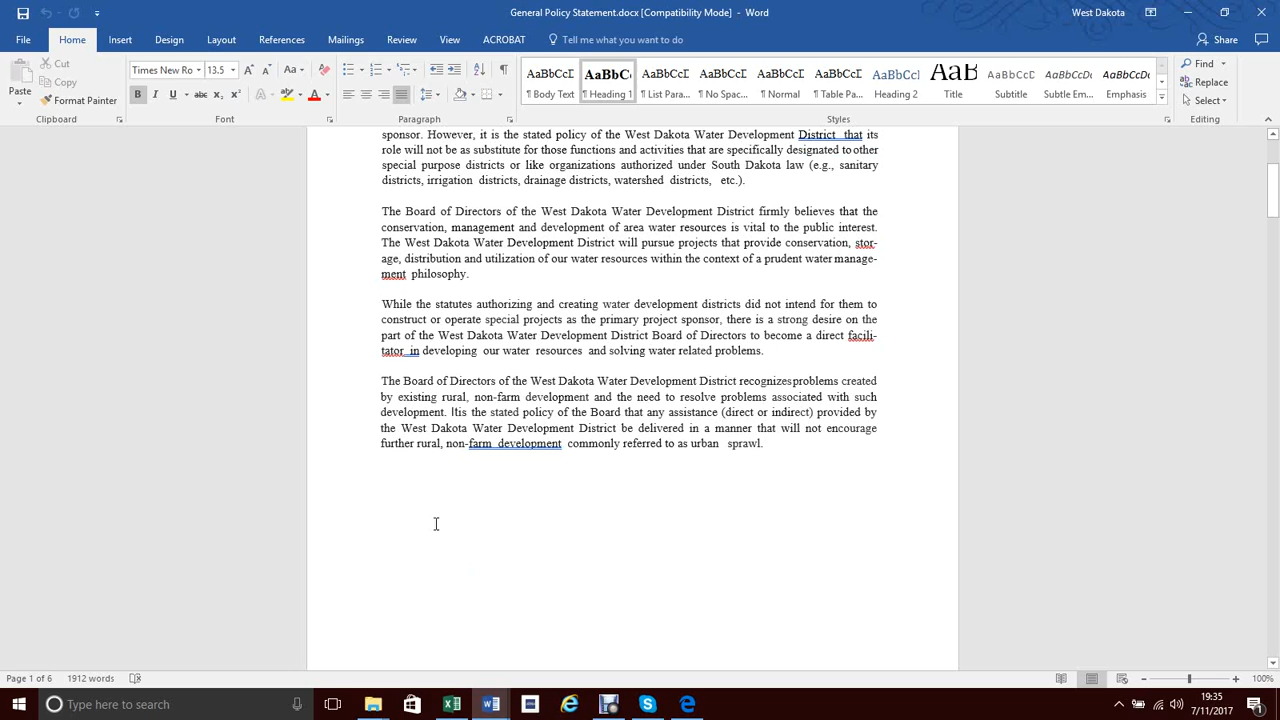 General Policy Statement.docx [Compatibility Mode] - Word
West Dakota
File Home Insert Design Layout References Mailings Review View ACROBAT Tell me what you want to do Share
Cut
Copy
Format Painter
Paste
Times New Ro 13.5
Find
Replace
Select
AaBbCcI AaBbC AaBbCcI AaBbCcI AaBbCcI AaBbCcI AaBbCcI AaB AaBbCcD AaBbCcDı AaBbCcDı
¶ Body Text Heading 1 ¶ List Para... ¶ No Spac... ¶ Normal ¶ Table Pa... Heading 2 Title Subtitle Subtle Em... Emphasis
Clipboard Font Paragraph Styles Editing
sponsor. However, it is the stated policy of the West Dakota Water Development District that its
role will not be as substitute for those functions and activities that are specifically designated to other
special purpose districts or like organizations authorized under South Dakota law (e.g., sanitary
districts, irrigation districts, drainage districts, watershed districts, etc.).
The Board of Directors of the West Dakota Water Development District firmly believes that the
conservation, management and development of area water resources is vital to the public interest.
The West Dakota Water Development District will pursue projects that provide conservation, stor-
age, distribution and utilization of our water resources within the context of a prudent water manage-
ment philosophy.
While the statutes authorizing and creating water development districts did not intend for them to
construct or operate special projects as the primary project sponsor, there is a strong desire on the
part of the West Dakota Water Development District Board of Directors to become a direct facili-
tator in developing our water resources and solving water related problems.
The Board of Directors of the West Dakota Water Development District recognizesproblems created
by existing rural, non-farm development and the need to resolve problems associated with such
development. Itis the stated policy of the Board that any assistance (direct or indirect) provided by
the West Dakota Water Development District be delivered in a manner that will not encourage
further rural, non-farm development commonly referred to as urban sprawl.
Page 1 of 6 1912 words 100%
Type here to search
19:35
7/11/2017